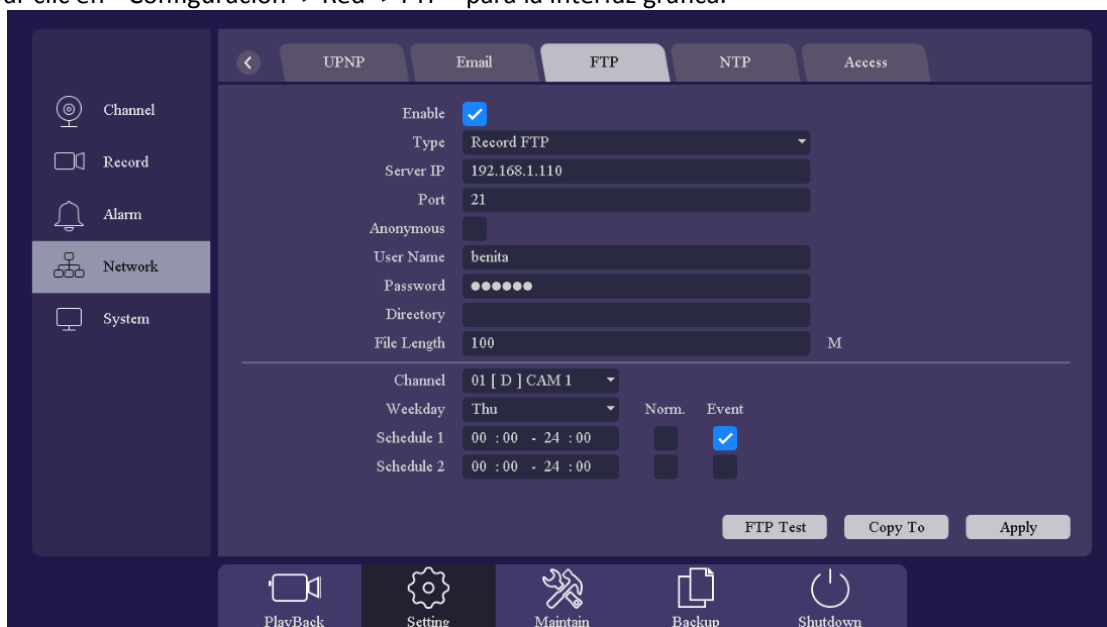 UPNP Email FTP NTP Access
Channel
Record
Alarm
Network
System
Enable
Type Record FTP
Server IP 192.168.1.110
Port 21
Anonymous
User Name benita
Password ●●●●●●
Directory
File Length 100 M
Channel 01 [ D ] CAM 1
Weekday Thu Norm. Event
Schedule 1 00 :00 - 24 :00
Schedule 2 00 :00 - 24 :00
FTP Test Copy To Apply
PlayBack Setting Maintain Backup Shutdown